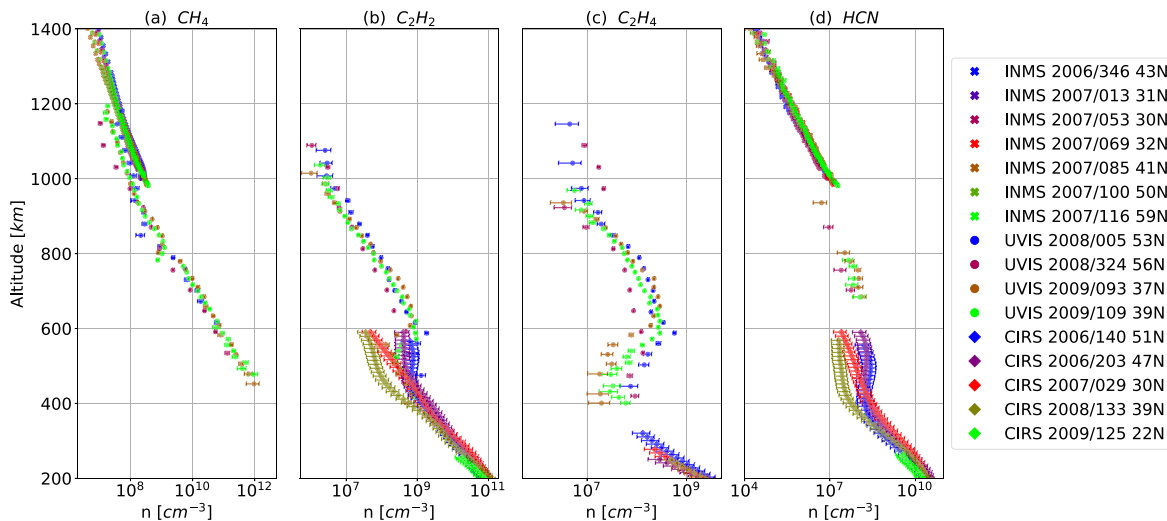 (a) CH4
(b) C2H2
(c) C2H4
(d) HCN
1400
1200
1000
800
600
400
200
Altitude [km]
10^8 10^10 10^12
10^7 10^9 10^11
10^7 10^9
10^4 10^7 10^10
n [cm^-3]
n [cm^-3]
n [cm^-3]
n [cm^-3]
INMS 2006/346 43N
INMS 2007/013 31N
INMS 2007/053 30N
INMS 2007/069 32N
INMS 2007/085 41N
INMS 2007/100 50N
INMS 2007/116 59N
UVIS 2008/005 53N
UVIS 2008/324 56N
UVIS 2009/093 37N
UVIS 2009/109 39N
CIRS 2006/140 51N
CIRS 2006/203 47N
CIRS 2007/029 30N
CIRS 2008/133 39N
CIRS 2009/125 22N